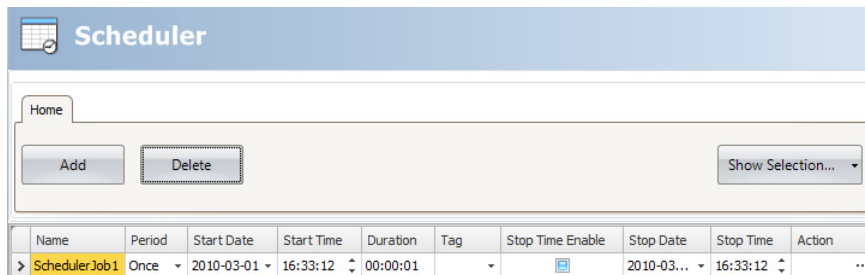 Scheduler
Home
Add Delete Show Selection...
Name Period Start Date Start Time Duration Tag Stop Time Enable Stop Date Stop Time Action
SchedulerJob1 Once 2010-03-01 16:33:12 00:00:01 2010-03... 16:33:12 ...